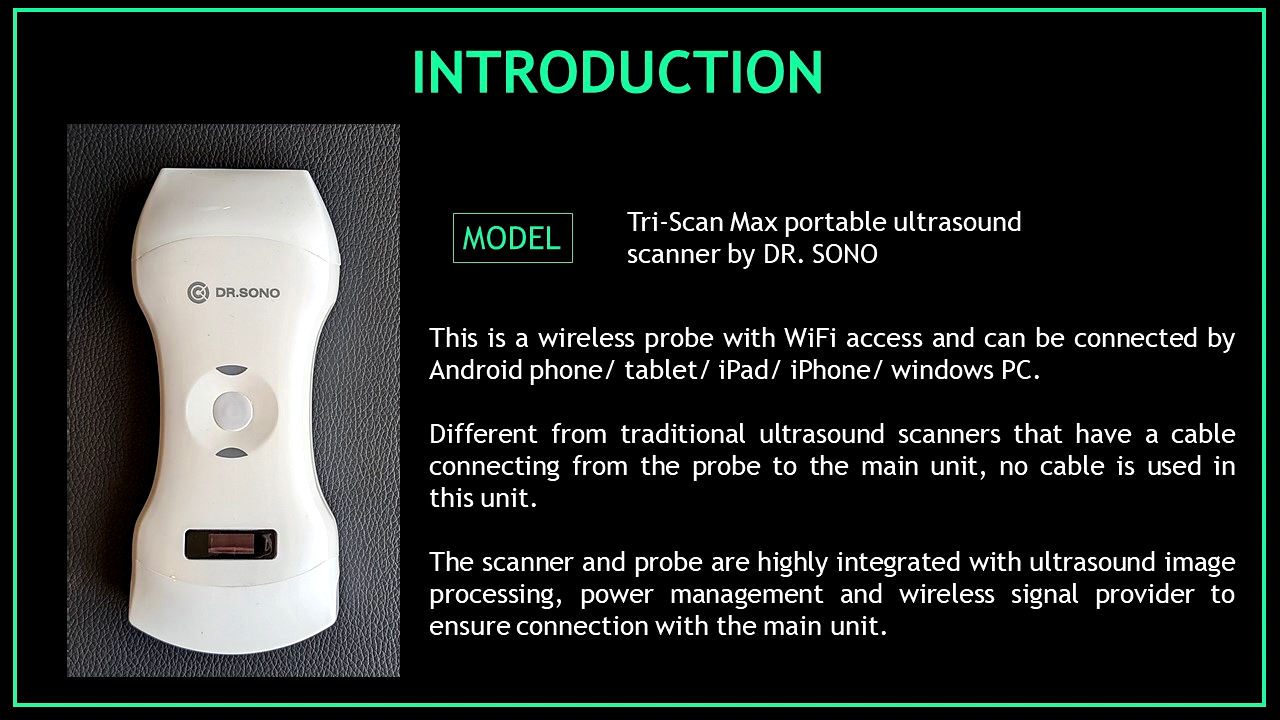 INTRODUCTION
DR.SONO
MODEL
Tri-Scan Max portable ultrasound
scanner by DR. SONO
This is a wireless probe with WiFi access and can be connected by
Android phone/ tablet/ iPad/ iPhone/ windows PC.
Different from traditional ultrasound scanners that have a cable
connecting from the probe to the main unit, no cable is used in
this unit.
The scanner and probe are highly integrated with ultrasound image
processing, power management and wireless signal provider to
ensure connection with the main unit.